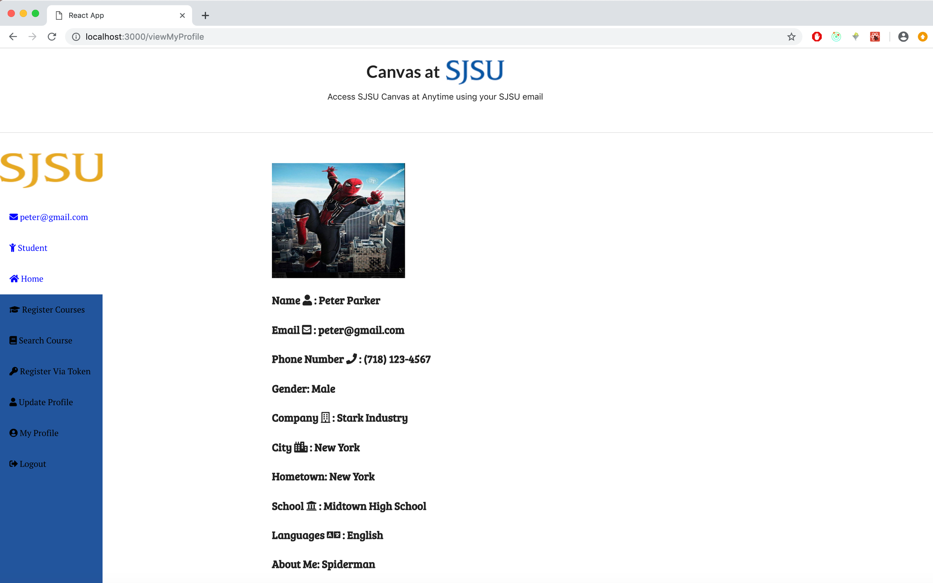 React App
localhost:3000/viewMyProfile
Canvas at SJSU
Access SJSU Canvas at Anytime using your SJSU email
SJSU
peter@gmail.com
Student
Home
Register Courses
Search Course
Register Via Token
Update Profile
My Profile
Logout
Name : Peter Parker
Email : peter@gmail.com
Phone Number : (718) 123-4567
Gender: Male
Company : Stark Industry
City : New York
Hometown: New York
School : Midtown High School
Languages : English
About Me: Spiderman